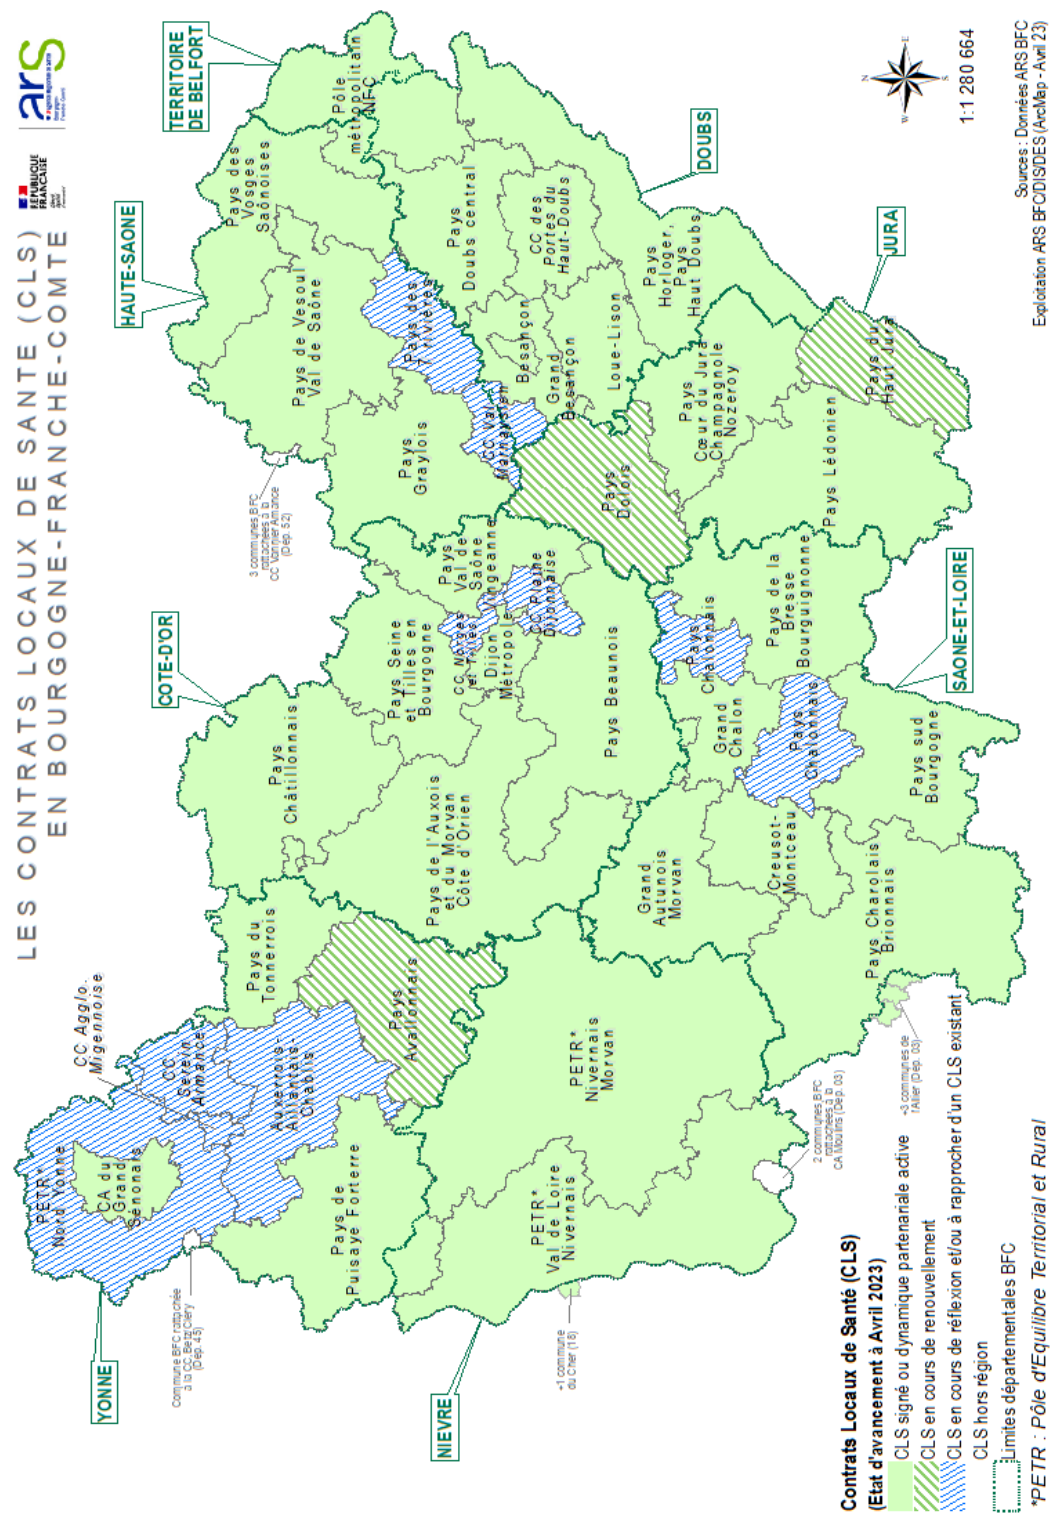 LES CONTRATS LOCAUX DE SANTE (CLS)
EN BOURGOGNE-FRANCHE-COMTE
RÉPUBLIQUE
FRANÇAISE
ars
YONNE
COTE-D'OR
HAUTE-SAONE
TERRITOIRE
DE BELFORT
NIEVRE
SAONE-ET-LOIRE
JURA
DOUBS
PETR*
Nord Yonne
CA du
Grand
Sénonais
CC Agglo.
Migennoise
CC
Serein
Armance
Auxerrois-
Aillantais-
Chablis
Pays du
Tonnerrois
Pays
Avallonnais
Pays de
Puisaye Forterre
Commune BFC rattachée
à la CC Betz/Clery
(Dep. 45)
PETR*
Val de Loire
Nivernais
PETR*
Nivernais
Morvan
+1 commune
du Cher (18)
2 communes BFC
rattachées à la
CA Moulins (Dep.03)
+3 communes de
l'Allier (Dep. 03)
Pays
Châtillonnais
Pays de l'Auxois
et du Morvan
Côte d'Orien
Pays Seine
et Tilles en
Bourgogne
CC Norges
et Tilles
Dijon
Métropole
Pays
Val de
Saône
Vingeanne
CC Plaine
Dijonnaise
Pays Beaunois
3 communes BFC
rattachées à la
CC Vannier Amance
(Dep. 52)
Pays
Graylois
Pays de Vesoul
Val de Saône
Pays des
Vosges
Saônoises
Pôle
métropolitain
NFC
Pays des
7 rivières
CC Val
Marnaysien
Besançon
Grand
Besançon
Pays
Doubs central
CC des
Portes du
Haut-Doubs
Loue-Lison
Pays
Horloger,
Pays
Haut Doubs
Pays
Dolois
Pays
Cœur du Jura
Champagnole
Nozeroy
Pays Lédonien
Pays du
Haut Jura
Grand
Autunois
Morvan
Creusot-
Montceau
Pays Charolais
Brionnais
Grand
Chalon
Pays
Chalonnais
Pays
Chalonnais
Pays de la
Bresse
Bourguignonne
Pays sud
Bourgogne
N
E
S
W
1:1 280 664
Sources : Données ARS BFC
Exploitation ARS BFC/DIS/DES (ArcMap - Avril 23)
Contrats Locaux de Santé (CLS)
(Etat d'avancement à Avril 2023)
CLS signé ou dynamique partenariale active
CLS en cours de renouvellement
CLS en cours de réflexion et/ou à rapprocher d'un CLS existant
CLS hors région
Limites départementales BFC
*PETR : Pôle d'Equilibre Territorial et Rural